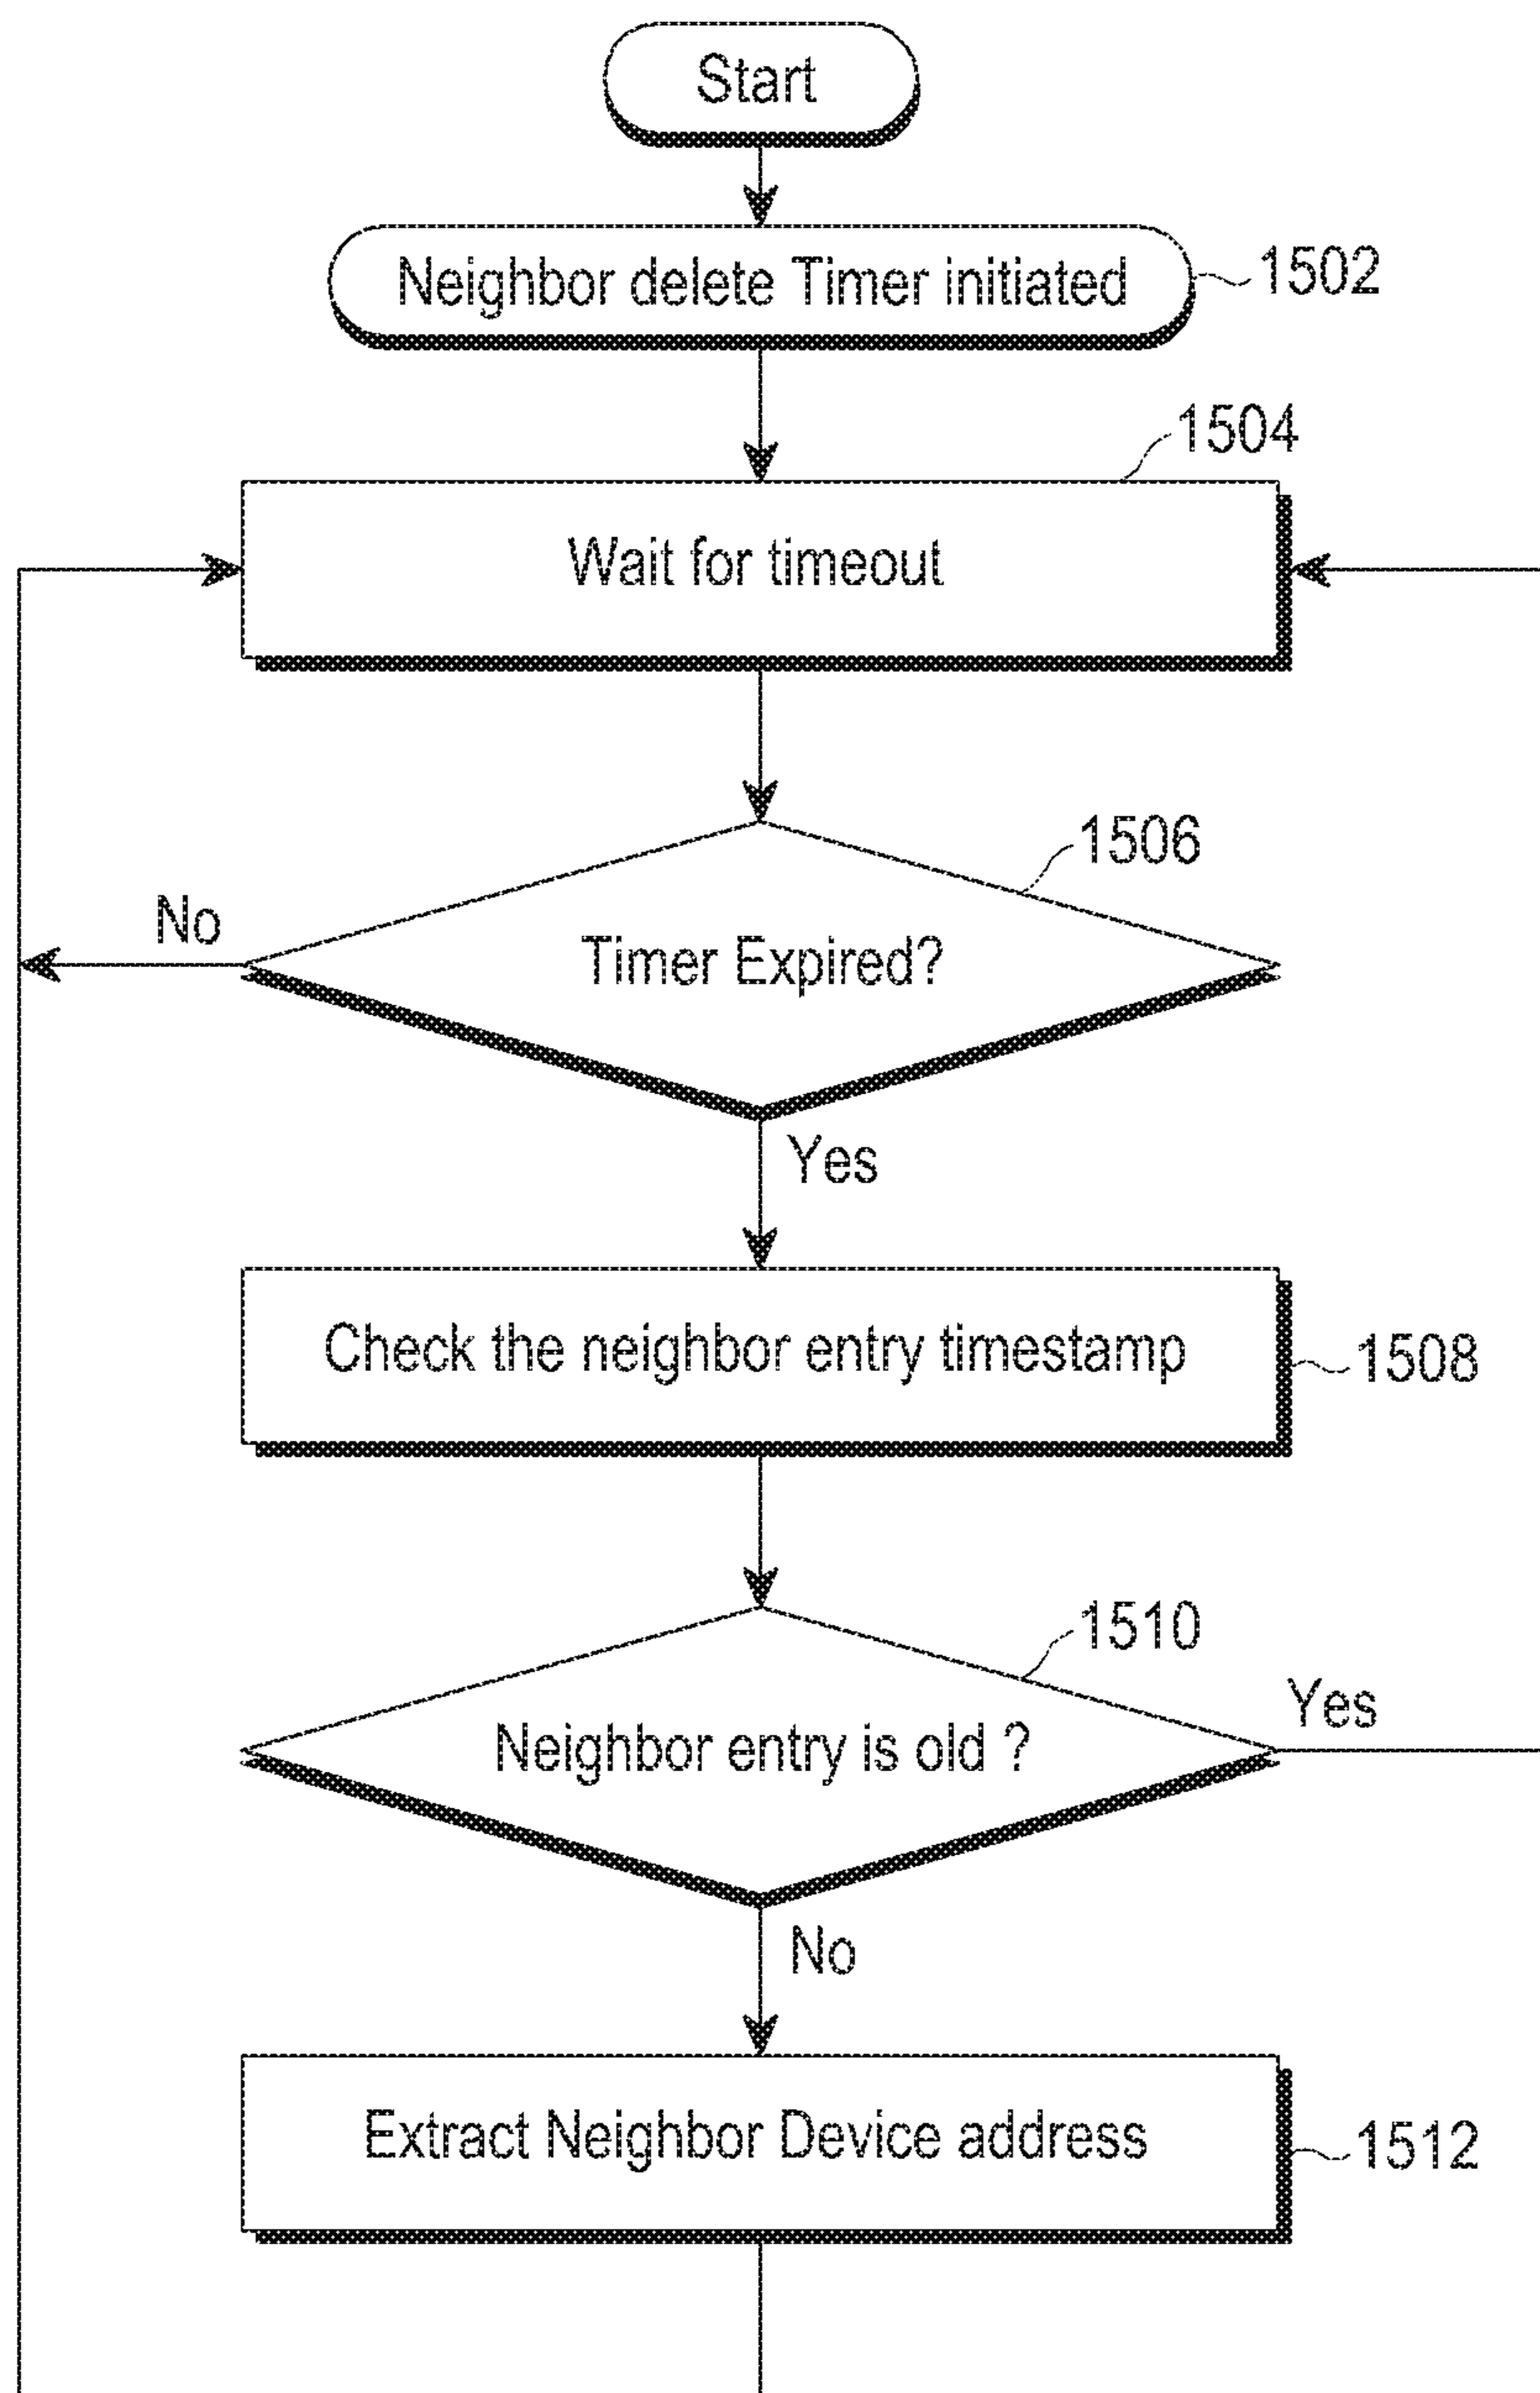 Start
Neighbor delete Timer initiated
1502
1504
Wait for timeout
1506
No
Timer Expired?
Yes
Check the neighbor entry timestamp
1508
1510
Yes
Neighbor entry is old ?
No
Extract Neighbor Device address
1512